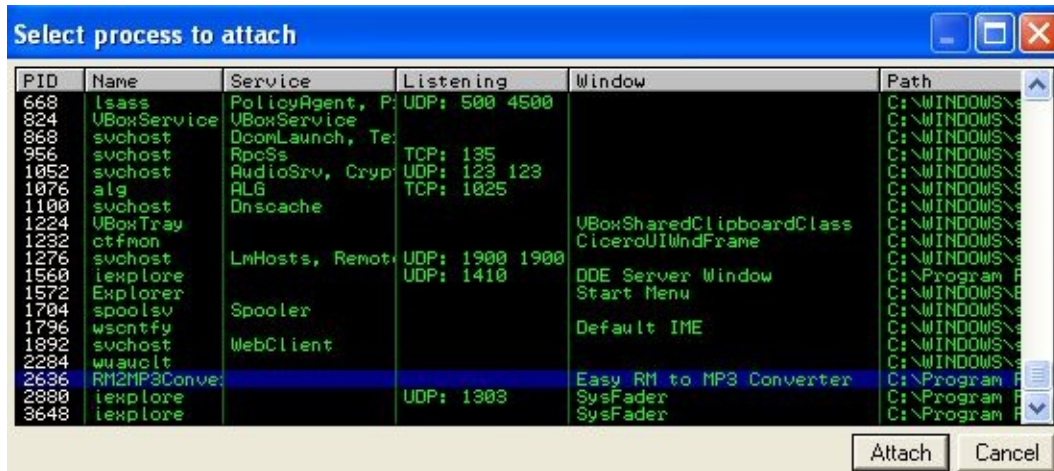 Select process to attach
PID Name Service Listening Window Path
668 lsass PolicyAgent, P UDP: 500 4500 C:\WINDOWS\s
824 VBoxService VBoxService C:\WINDOWS\s
868 svchost DcomLaunch, Te C:\WINDOWS\s
956 svchost RpcSs TCP: 135 C:\WINDOWS\s
1052 svchost AudioSrv, Cryp UDP: 123 123 C:\WINDOWS\S
1076 alg ALG TCP: 1025 C:\WINDOWS\S
1100 svchost Dnscache C:\WINDOWS\s
1224 VBoxTray VBoxSharedClipboardClass C:\WINDOWS\s
1232 ctfmon CiceroUIWndFrame C:\WINDOWS\s
1276 svchost LmHosts, Remot UDP: 1900 1900 C:\WINDOWS\s
1560 iexplore UDP: 1410 DDE Server Window C:\Program F
1572 Explorer Start Menu C:\WINDOWS\E
1704 spoolsv Spooler C:\WINDOWS\s
1796 wscntfy Default IME C:\WINDOWS\s
1892 svchost WebClient C:\WINDOWS\s
2284 wuauclt C:\WINDOWS\s
2636 RM2MP3Conve Easy RM to MP3 Converter C:\Program F
2880 iexplore UDP: 1303 SysFader C:\Program F
3648 iexplore SysFader C:\Program F
Attach Cancel